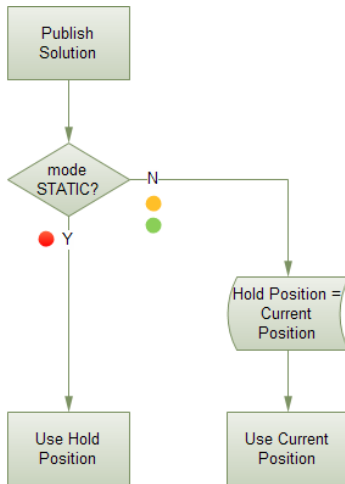 Publish
Solution
mode
STATIC?
N
Y
Hold Position =
Current
Position
Use Hold
Position
Use Current
Position